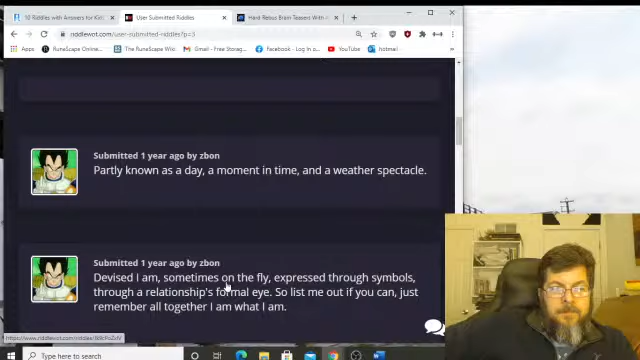 10 Riddles with Answers for Kids
User Submitted Riddles
Hard Rebus Brain Teasers With
riddlewot.com/user-submitted-riddles?p=3
RuneScape Online...
The RuneScape Wiki
Gmail - Free Storag...
Facebook - Log In o...
YouTube
hotmail
Submitted 1 year ago by zbon
Partly known as a day, a moment in time, and a weather spectacle.
Submitted 1 year ago by zbon
Devised I am, sometimes on the fly, expressed through symbols,
through a relationship's formal eye. So list me out if you can, just
remember all together I am what I am.
Type here to search